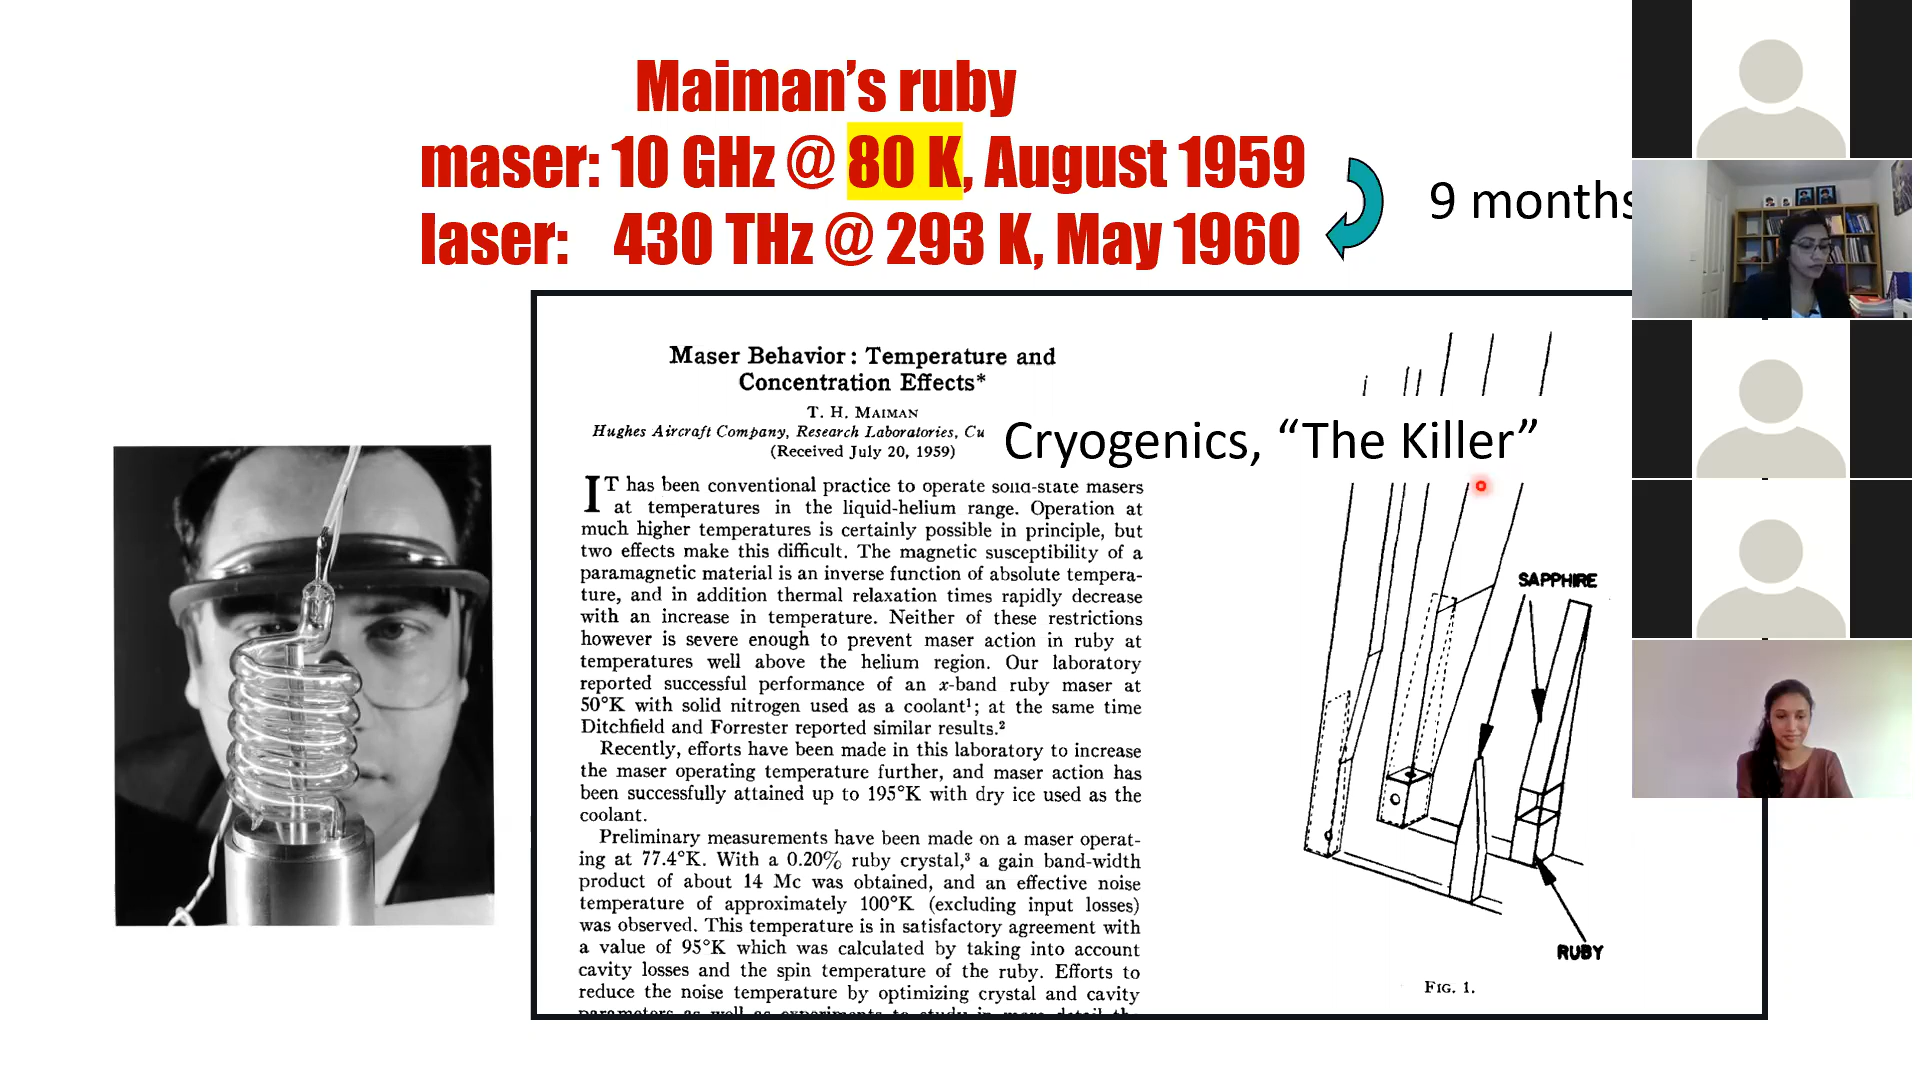 Maiman’s ruby
maser: 10 GHz @ 80 K, August 1959
laser: 430 THz @ 293 K, May 1960
9 months
Maser Behavior: Temperature and
Concentration Effects*
T. H. Maiman
Hughes Aircraft Company, Research Laboratories, Cu
(Received July 20, 1959)
Cryogenics, “The Killer”
IT has been conventional practice to operate solid-state masers
at temperatures in the liquid-helium range. Operation at
much higher temperatures is certainly possible in principle, but
two effects make this difficult. The magnetic susceptibility of a
paramagnetic material is an inverse function of absolute tempera-
ture, and in addition thermal relaxation times rapidly decrease
with an increase in temperature. Neither of these restrictions
however is severe enough to prevent maser action in ruby at
temperatures well above the helium region. Our laboratory
reported successful performance of an x-band ruby maser at
50°K with solid nitrogen used as a coolant¹; at the same time
Ditchfield and Forrester reported similar results.²
Recently, efforts have been made in this laboratory to increase
the maser operating temperature further, and maser action has
been successfully attained up to 195°K with dry ice used as the
coolant.
Preliminary measurements have been made on a maser operat-
ing at 77.4°K. With a 0.20% ruby crystal,³ a gain band-width
product of about 14 Mc was obtained, and an effective noise
temperature of approximately 100°K (excluding input losses)
was observed. This temperature is in satisfactory agreement with
a value of 95°K which was calculated by taking into account
cavity losses and the spin temperature of the ruby. Efforts to
reduce the noise temperature by optimizing crystal and cavity
parameters as well as experiments to study in more detail the
SAPPHIRE
RUBY
Fig. 1.